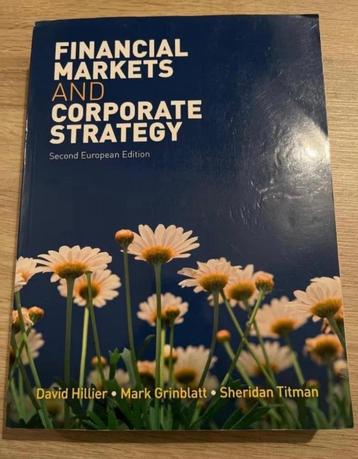 FINANCIAL
MARKETS
AND
CORPORATE
STRATEGY
Second European Edition
David Hillier • Mark Grinblatt • Sheridan Titman